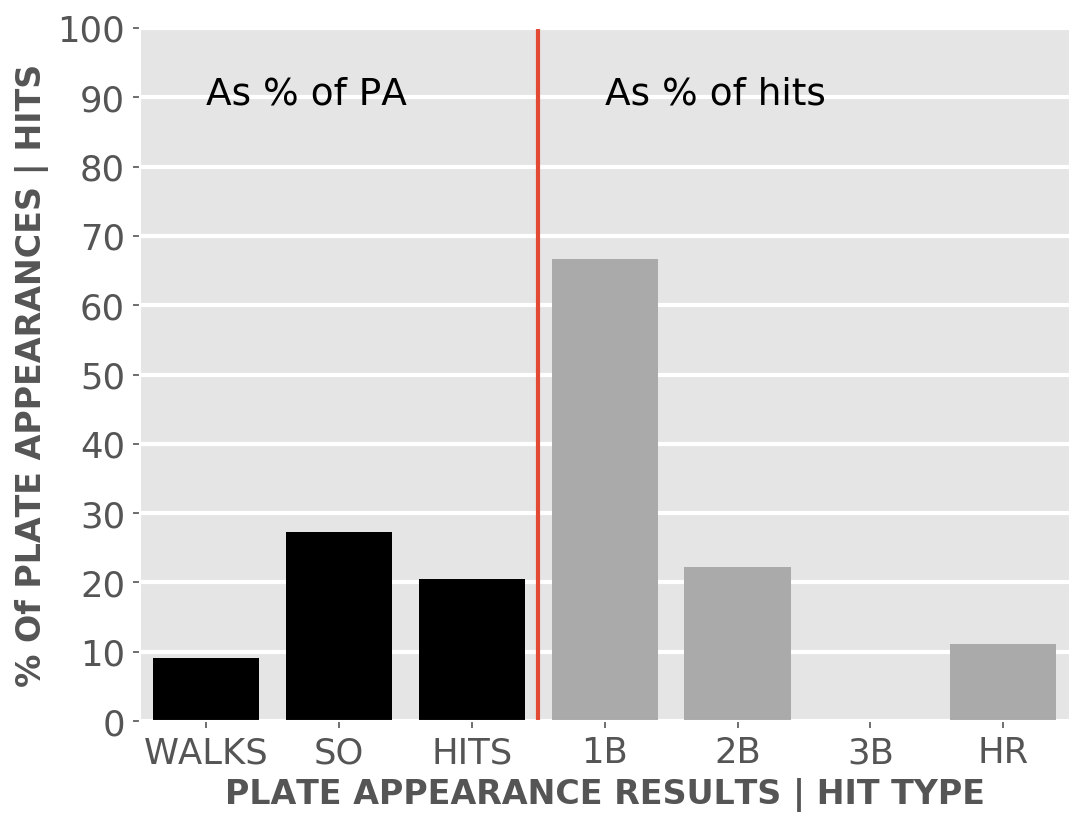 100
90
80
70
60
50
40
30
20
10
0
% Of PLATE APPEARANCES | HITS
As % of PA
As % of hits
WALKS SO HITS 1B 2B 3B HR
PLATE APPEARANCE RESULTS | HIT TYPE